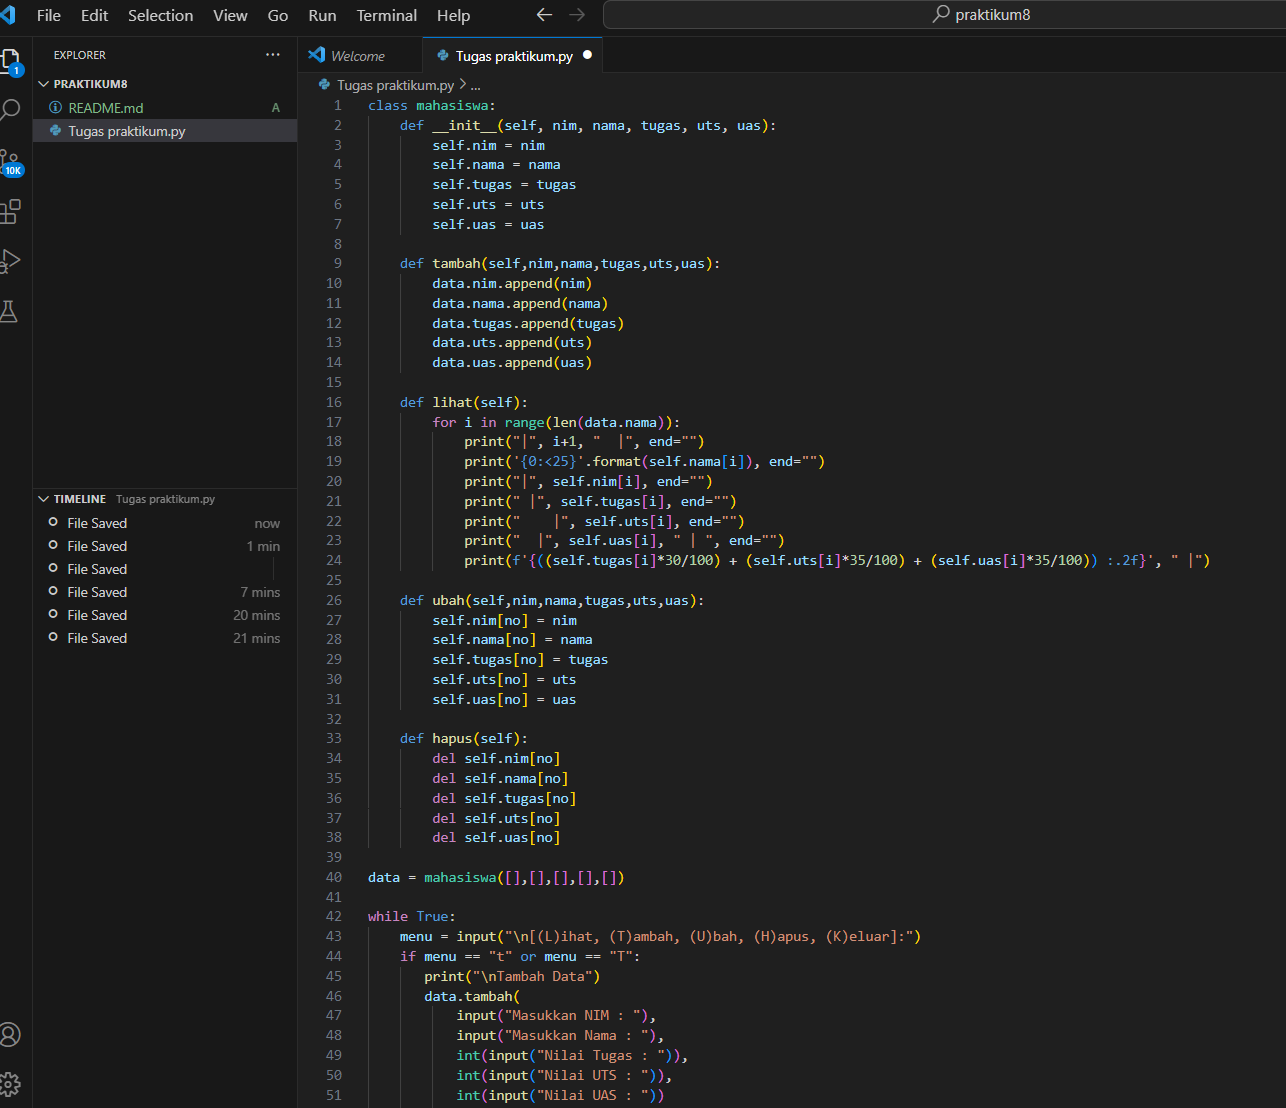 File Edit Selection View Go Run Terminal Help praktikum8
EXPLORER ...
PRAKTIKUM8
README.md A
Tugas praktikum.py
1
10K
TIMELINE Tugas praktikum.py
File Saved now
File Saved 1 min
File Saved
File Saved 7 mins
File Saved 20 mins
File Saved 21 mins
Welcome Tugas praktikum.py
Tugas praktikum.py > ...
1 class mahasiswa:
2     def __init__(self, nim, nama, tugas, uts, uas):
3         self.nim = nim
4         self.nama = nama
5         self.tugas = tugas
6         self.uts = uts
7         self.uas = uas
8
9     def tambah(self,nim,nama,tugas,uts,uas):
10         data.nim.append(nim)
11         data.nama.append(nama)
12         data.tugas.append(tugas)
13         data.uts.append(uts)
14         data.uas.append(uas)
15
16     def lihat(self):
17         for i in range(len(data.nama)):
18             print("|", i+1, "  |", end="")
19             print('{0:<25}'.format(self.nama[i]), end="")
20             print("|", self.nim[i], end="")
21             print(" |", self.tugas[i], end="")
22             print("    |", self.uts[i], end="")
23             print("  |", self.uas[i], " | ", end="")
24             print(f'{((self.tugas[i]*30/100) + (self.uts[i]*35/100) + (self.uas[i]*35/100)) :.2f}', " |")
25
26     def ubah(self,nim,nama,tugas,uts,uas):
27         self.nim[no] = nim
28         self.nama[no] = nama
29         self.tugas[no] = tugas
30         self.uts[no] = uts
31         self.uas[no] = uas
32
33     def hapus(self):
34         del self.nim[no]
35         del self.nama[no]
36         del self.tugas[no]
37         del self.uts[no]
38         del self.uas[no]
39
40 data = mahasiswa([],[],[],[],[])
41
42 while True:
43     menu = input("\n[(L)ihat, (T)ambah, (U)bah, (H)apus, (K)eluar]:")
44     if menu == "t" or menu == "T":
45        print("\nTambah Data")
46        data.tambah(
47            input("Masukkan NIM : "),
48            input("Masukkan Nama : "),
49            int(input("Nilai Tugas : ")),
50            int(input("Nilai UTS : ")),
51            int(input("Nilai UAS : "))